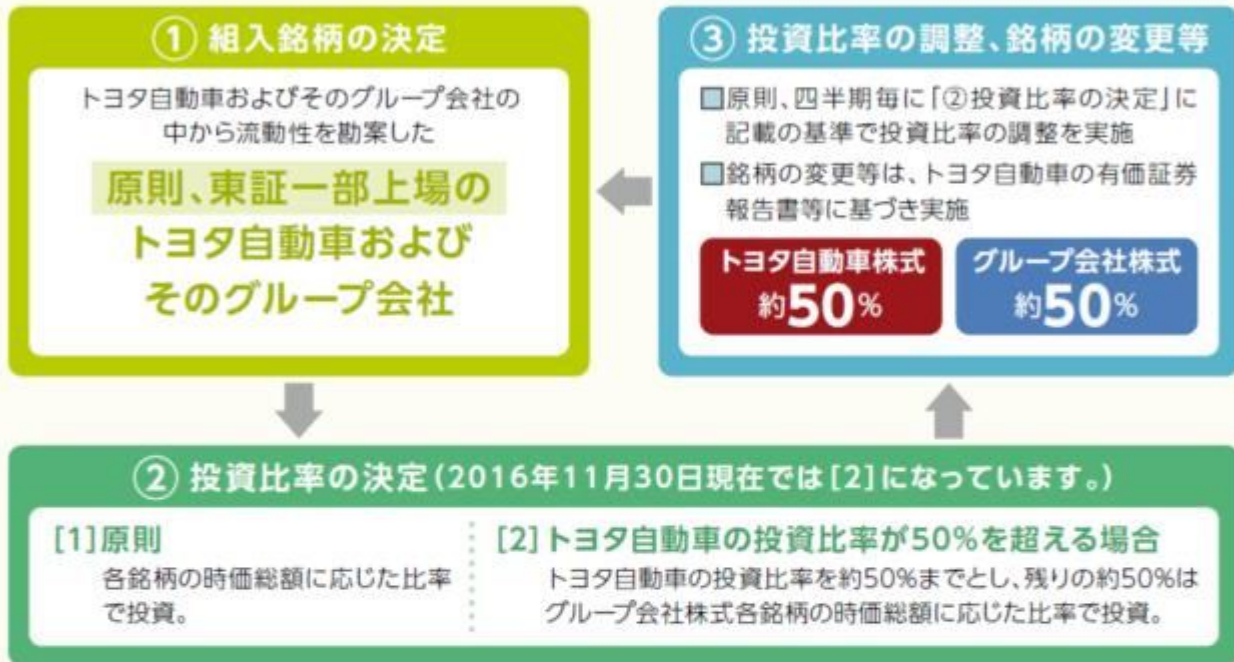 ① 組入銘柄の決定
トヨタ自動車およびそのグループ会社の
中から流動性を勘案した
原則、東証一部上場の
トヨタ自動車および
そのグループ会社
② 投資比率の決定(2016年11月30日現在では[2]になっています。)
[1]原則
各銘柄の時価総額に応じた比率
で投資。
[2]トヨタ自動車の投資比率が50%を超える場合
トヨタ自動車の投資比率を約50%までとし、残りの約50%は
グループ会社株式各銘柄の時価総額に応じた比率で投資。
③ 投資比率の調整、銘柄の変更等
□原則、四半期毎に「②投資比率の決定」に
記載の基準で投資比率の調整を実施
□銘柄の変更等は、トヨタ自動車の有価証券
報告書等に基づき実施
トヨタ自動車株式
約50%
グループ会社株式
約50%